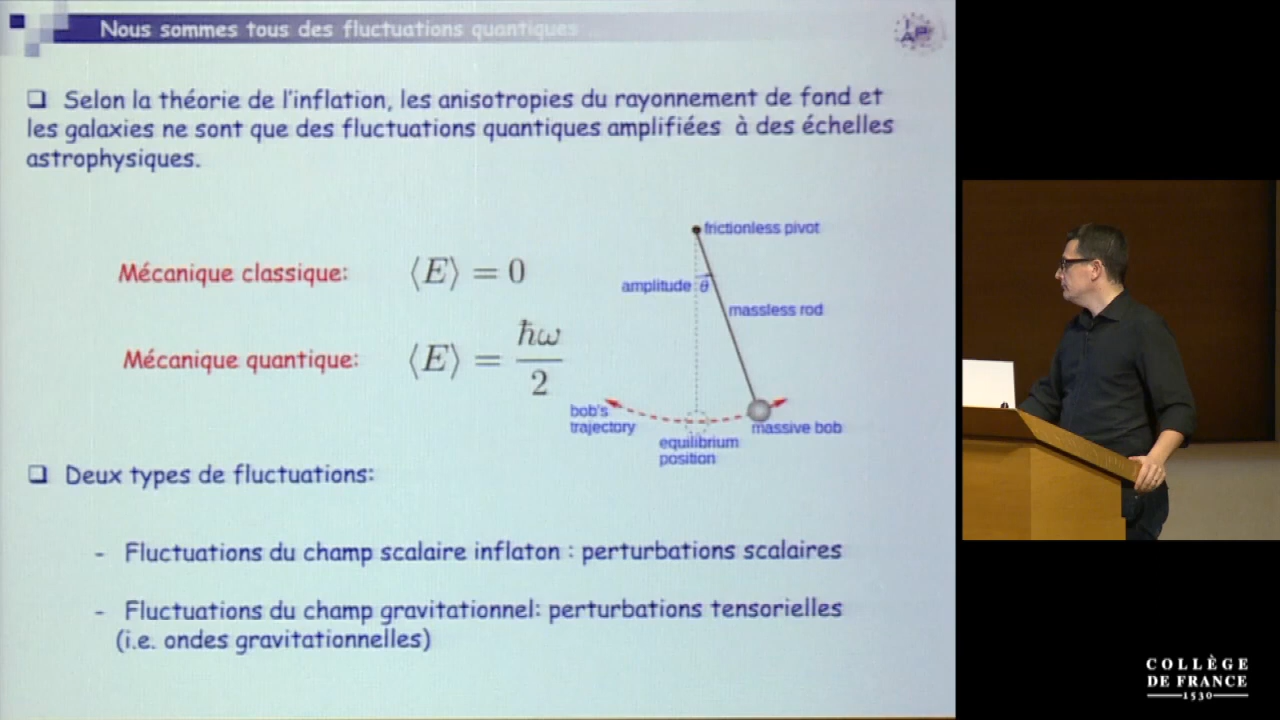 Nous sommes tous des fluctuations quantiques
❑ Selon la théorie de l'inflation, les anisotropies du rayonnement de fond et
les galaxies ne sont que des fluctuations quantiques amplifiées à des échelles
astrophysiques.
frictionless pivot
Mécanique classique: ⟨E⟩ = 0
amplitude θ
massless rod
Mécanique quantique: ⟨E⟩ = ħω/2
bob's
trajectory
massive bob
equilibrium
position
❑ Deux types de fluctuations:
- Fluctuations du champ scalaire inflaton : perturbations scalaires
- Fluctuations du champ gravitationnel: perturbations tensorielles
(i.e. ondes gravitationnelles)
COLLÈGE
DE FRANCE
1530